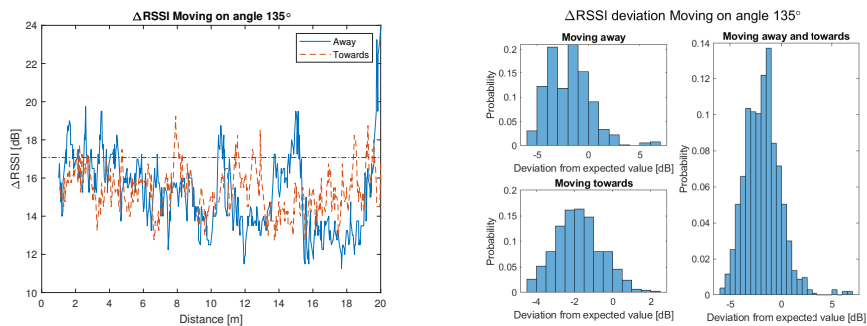 ΔRSSI Moving on angle 135°
24
22
20
18
16
14
12
10
ΔRSSI [dB]
Away
Towards
0 2 4 6 8 10 12 14 16 18 20
Distance [m]
ΔRSSI deviation Moving on angle 135°
Moving away
0.2
0.15
0.1
0.05
0
Probability
-5 0 5
Deviation from expected value [dB]
Moving towards
0.2
0.15
0.1
0.05
0
Probability
-4 -2 0 2
Deviation from expected value [dB]
Moving away and towards
0.14
0.12
0.1
0.08
0.06
0.04
0.02
0
Probability
-5 0 5
Deviation from expected value [dB]